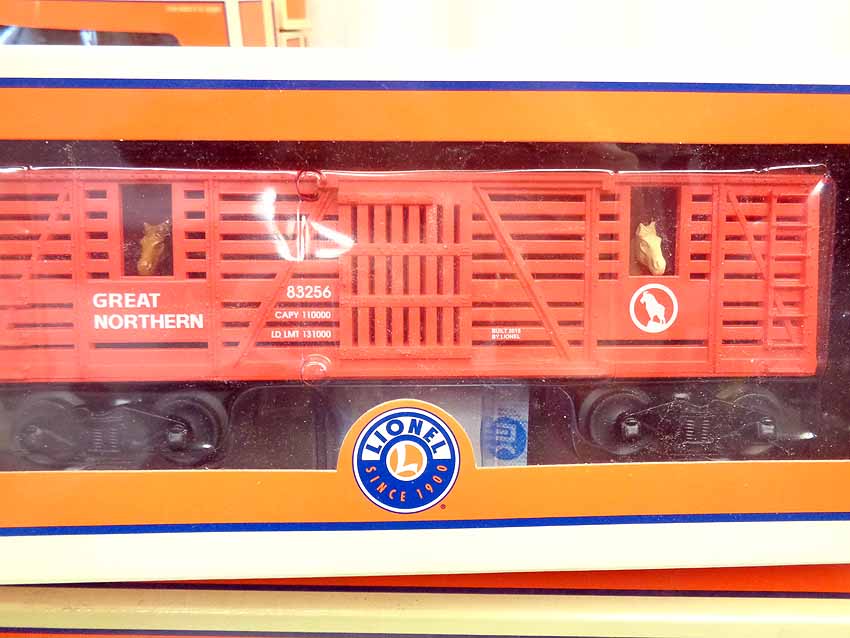 GREAT
NORTHERN
83256
CAPY 110000
LD LMT 131000
BUILT 2015
BY LIONEL
LIONEL
L
SINCE 1900